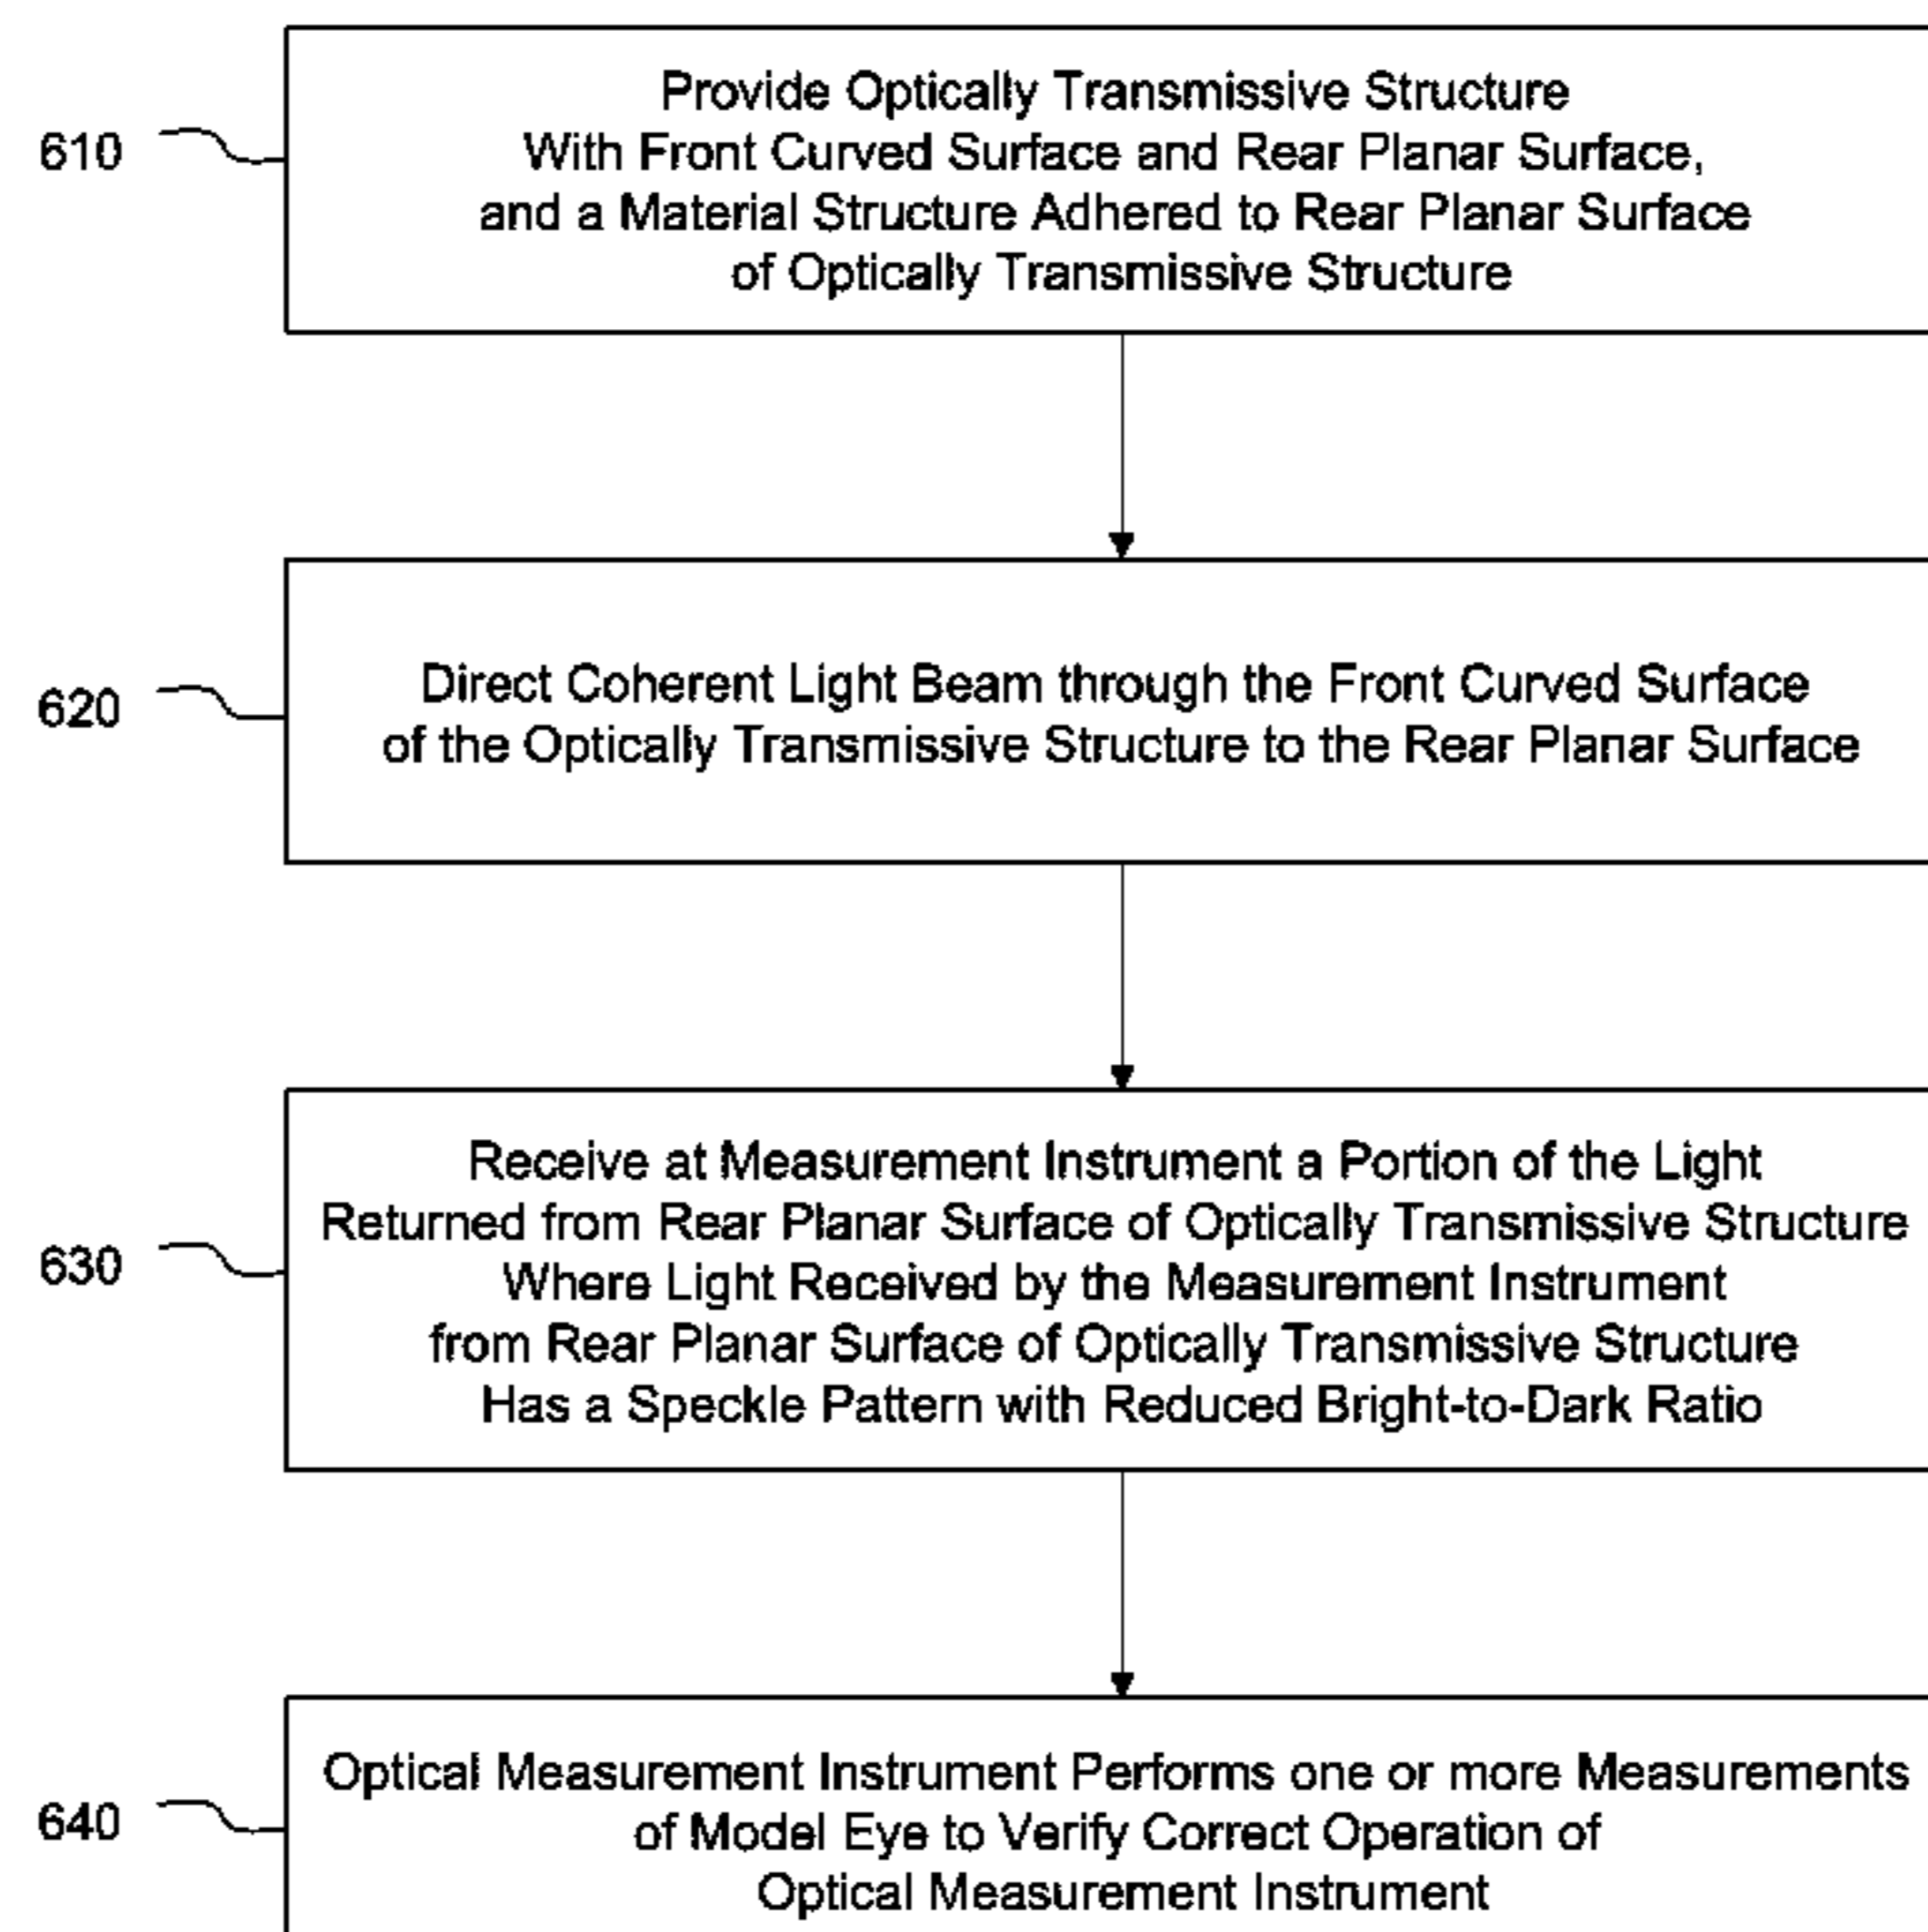 610
Provide Optically Transmissive Structure
With Front Curved Surface and Rear Planar Surface,
and a Material Structure Adhered to Rear Planar Surface
of Optically Transmissive Structure
620
Direct Coherent Light Beam through the Front Curved Surface
of the Optically Transmissive Structure to the Rear Planar Surface
630
Receive at Measurement Instrument a Portion of the Light
Returned from Rear Planar Surface of Optically Transmissive Structure
Where Light Received by the Measurement Instrument
from Rear Planar Surface of Optically Transmissive Structure
Has a Speckle Pattern with Reduced Bright-to-Dark Ratio
640
Optical Measurement Instrument Performs one or more Measurements
of Model Eye to Verify Correct Operation of
Optical Measurement Instrument